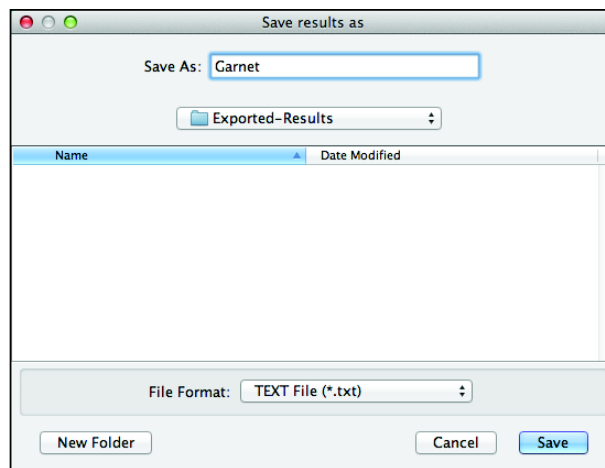 Save results as
Save As: Garnet
Exported-Results
Name Date Modified
File Format: TEXT File (*.txt)
New Folder Cancel Save